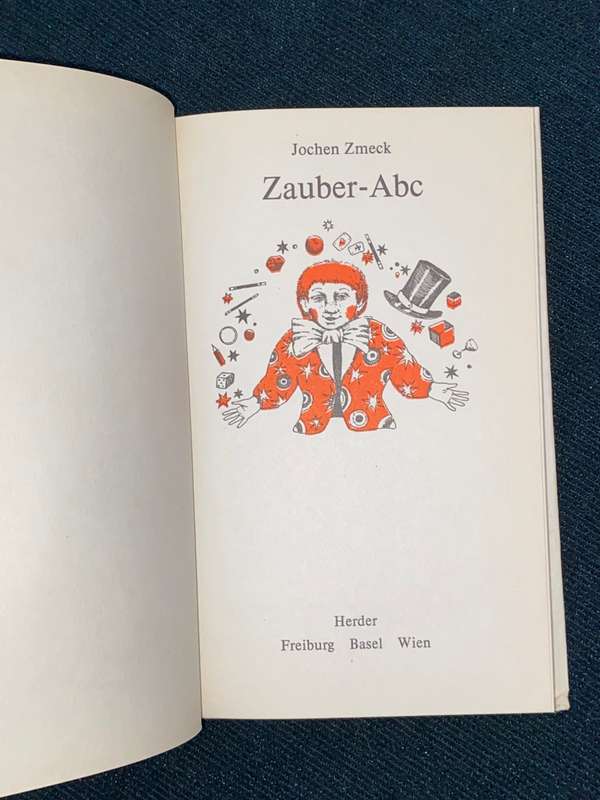 Jochen Zmeck
Zauber-Abc
Herder
Freiburg Basel Wien